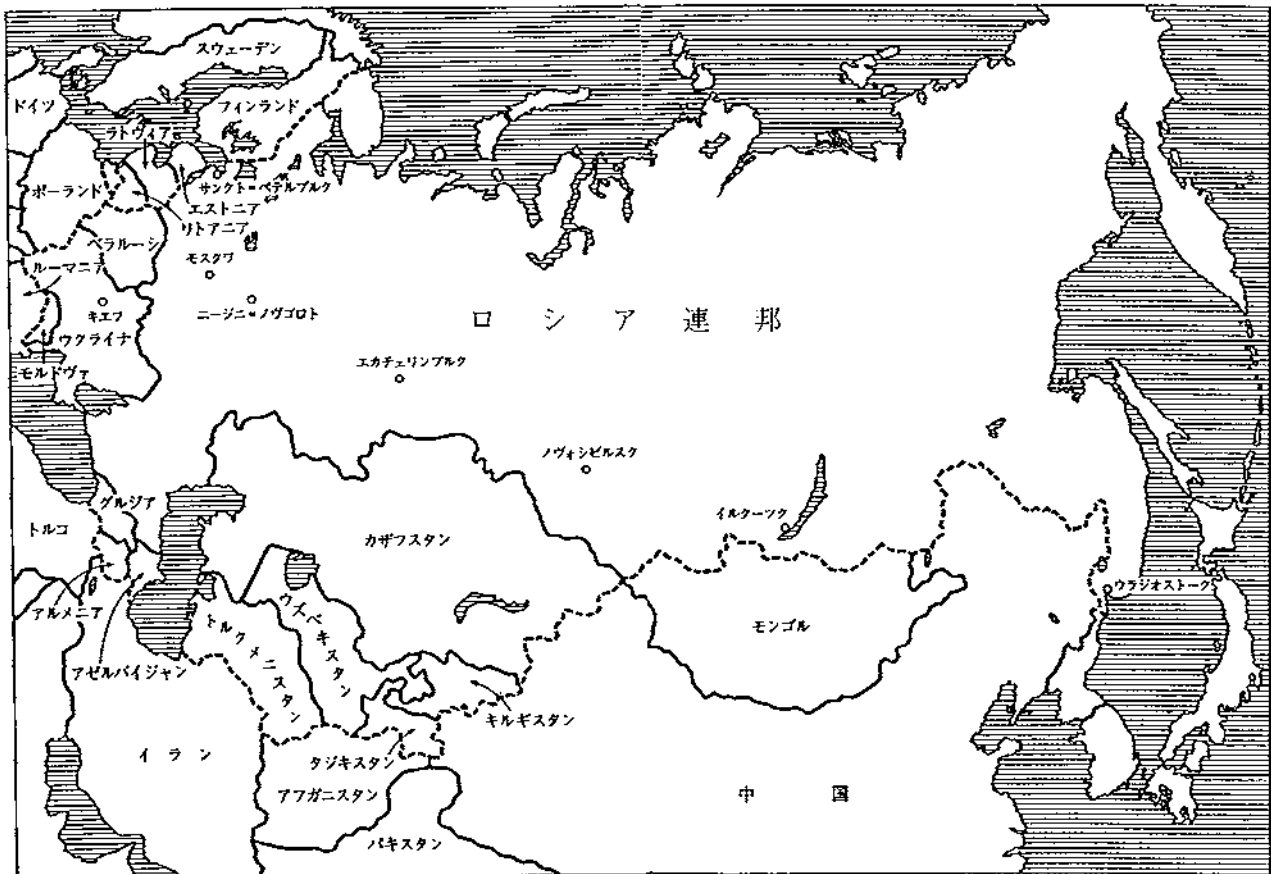 スウェーデン
ドイツ
フィンランド
ラトヴィア
ポーランド
サンクト=ペテルブルク
エストニア
リトアニア
ベラルーシ
モスクワ
ルーマニア
キエフ
ニージニ=ノヴゴロト
ロシア連邦
ウクライナ
エカチェリンブルク
モルドヴァ
ノヴォシビルスク
グルジア
イルクーツク
トルコ
カザフスタン
ウラジオストーク
アルメニア
ウズベキスタン
トルクメニスタン
モンゴル
アゼルバイジャン
キルギスタン
イラン
タジキスタン
アフガニスタン
中国
パキスタン